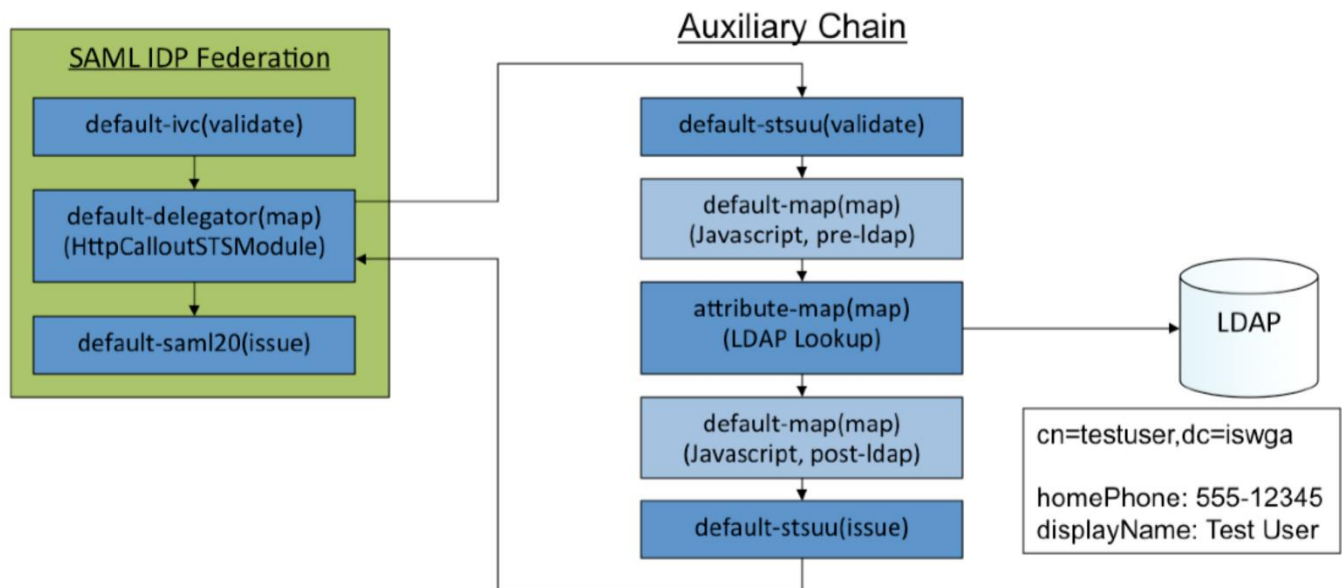 SAML IDP Federation
default-ivc(validate)
default-delegator(map)
(HttpCalloutSTSModule)
default-saml20(issue)
Auxiliary Chain
default-stsuu(validate)
default-map(map)
(Javascript, pre-ldap)
attribute-map(map)
(LDAP Lookup)
default-map(map)
(Javascript, post-ldap)
default-stsuu(issue)
LDAP
cn=testuser,dc=iswga
homePhone: 555-12345
displayName: Test User